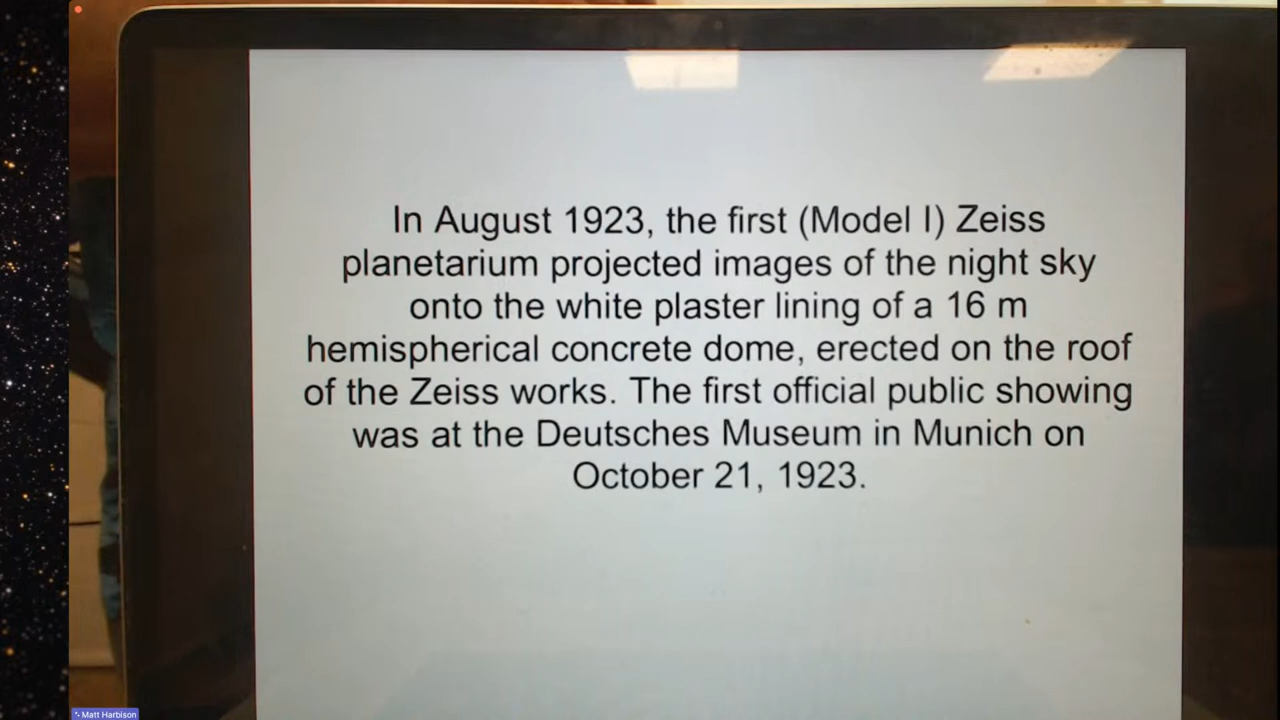 In August 1923, the first (Model I) Zeiss
planetarium projected images of the night sky
onto the white plaster lining of a 16 m
hemispherical concrete dome, erected on the roof
of the Zeiss works. The first official public showing
was at the Deutsches Museum in Munich on
October 21, 1923.
Matt Harbison